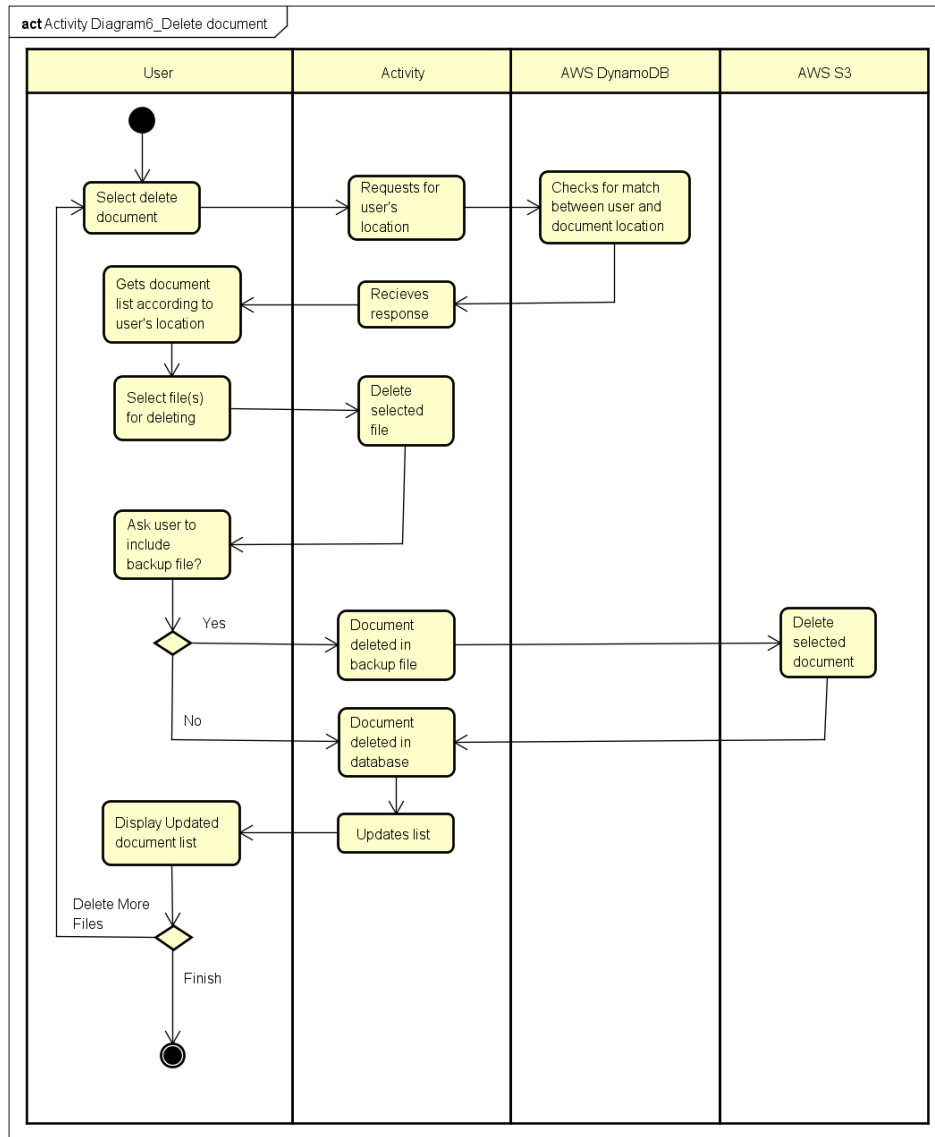 act Activity Diagram6_Delete document
User
Activity
AWS DynamoDB
AWS S3
Select delete
document
Requests for
user's
location
Checks for match
between user and
document location
Gets document
list according to
user's location
Recieves
response
Select file(s)
for deleting
Delete
selected
file
Ask user to
include
backup file?
Yes
Document
deleted in
backup file
Delete
selected
document
No
Document
deleted in
database
Display Updated
document list
Updates list
Delete More
Files
Finish